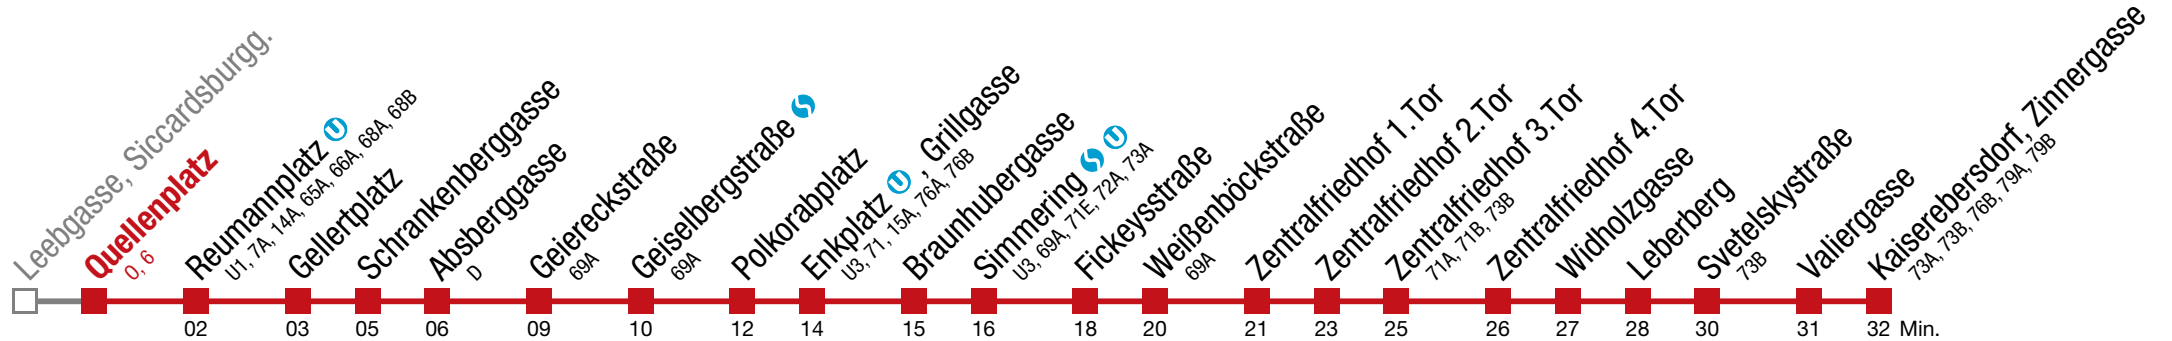 Leebgasse, Siccardsburgg.
Quellenplatz
O, 6
Reumannplatz U
U1, 7A, 14A, 65A, 66A, 68A, 68B
Gellertplatz
Schrankenberggasse
Absberggasse
D
Geiereckstraße
69A
Geiselbergstraße S
69A
Polkorabplatz
Enkplatz U , Grillgasse
U3, 71, 15A, 76A, 76B
Braunhubergasse
Simmering S U
U3, 69A, 71E, 72A, 73A
Fickeysstraße
Weißenböckstraße
69A
Zentralfriedhof 1.Tor
Zentralfriedhof 2.Tor
Zentralfriedhof 3.Tor
71A, 71B, 73B
Zentralfriedhof 4.Tor
Widholzgasse
Leberberg
Svetelskystraße
73B
Valiergasse
Kaiserebersdorf, Zinnergasse
73A, 73B, 76B, 79A, 79B
02 03 05 06 09 10 12 14 15 16 18 20 21 23 25 26 27 28 30 31 32 Min.